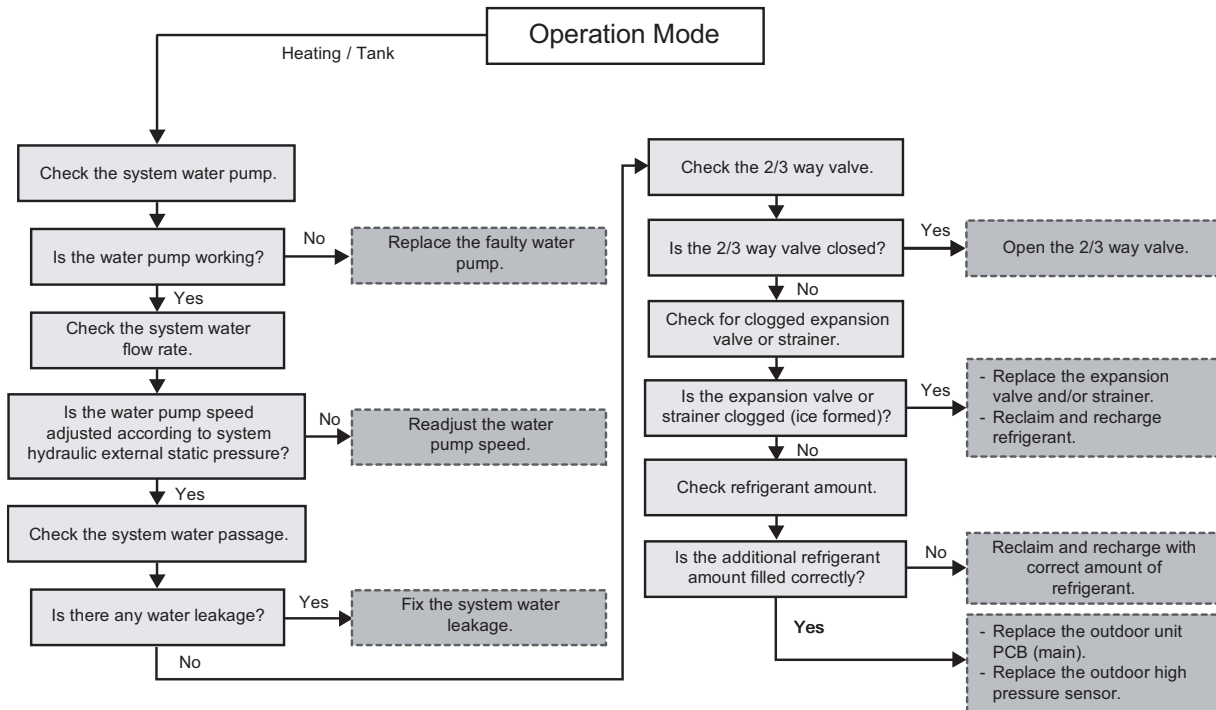 Operation Mode
Heating / Tank
Check the system water pump.
Is the water pump working?
No
Replace the faulty water
pump.
Yes
Check the system water
flow rate.
Is the water pump speed
adjusted according to system
hydraulic external static pressure?
No
Readjust the water
pump speed.
Yes
Check the system water passage.
Is there any water leakage?
Yes
Fix the system water
leakage.
No
Check the 2/3 way valve.
Is the 2/3 way valve closed?
Yes
Open the 2/3 way valve.
No
Check for clogged expansion
valve or strainer.
Is the expansion valve or
strainer clogged (ice formed)?
Yes
- Replace the expansion
valve and/or strainer.
- Reclaim and recharge
refrigerant.
No
Check refrigerant amount.
Is the additional refrigerant
amount filled correctly?
No
Reclaim and recharge with
correct amount of
refrigerant.
Yes
- Replace the outdoor unit
PCB (main).
- Replace the outdoor high
pressure sensor.